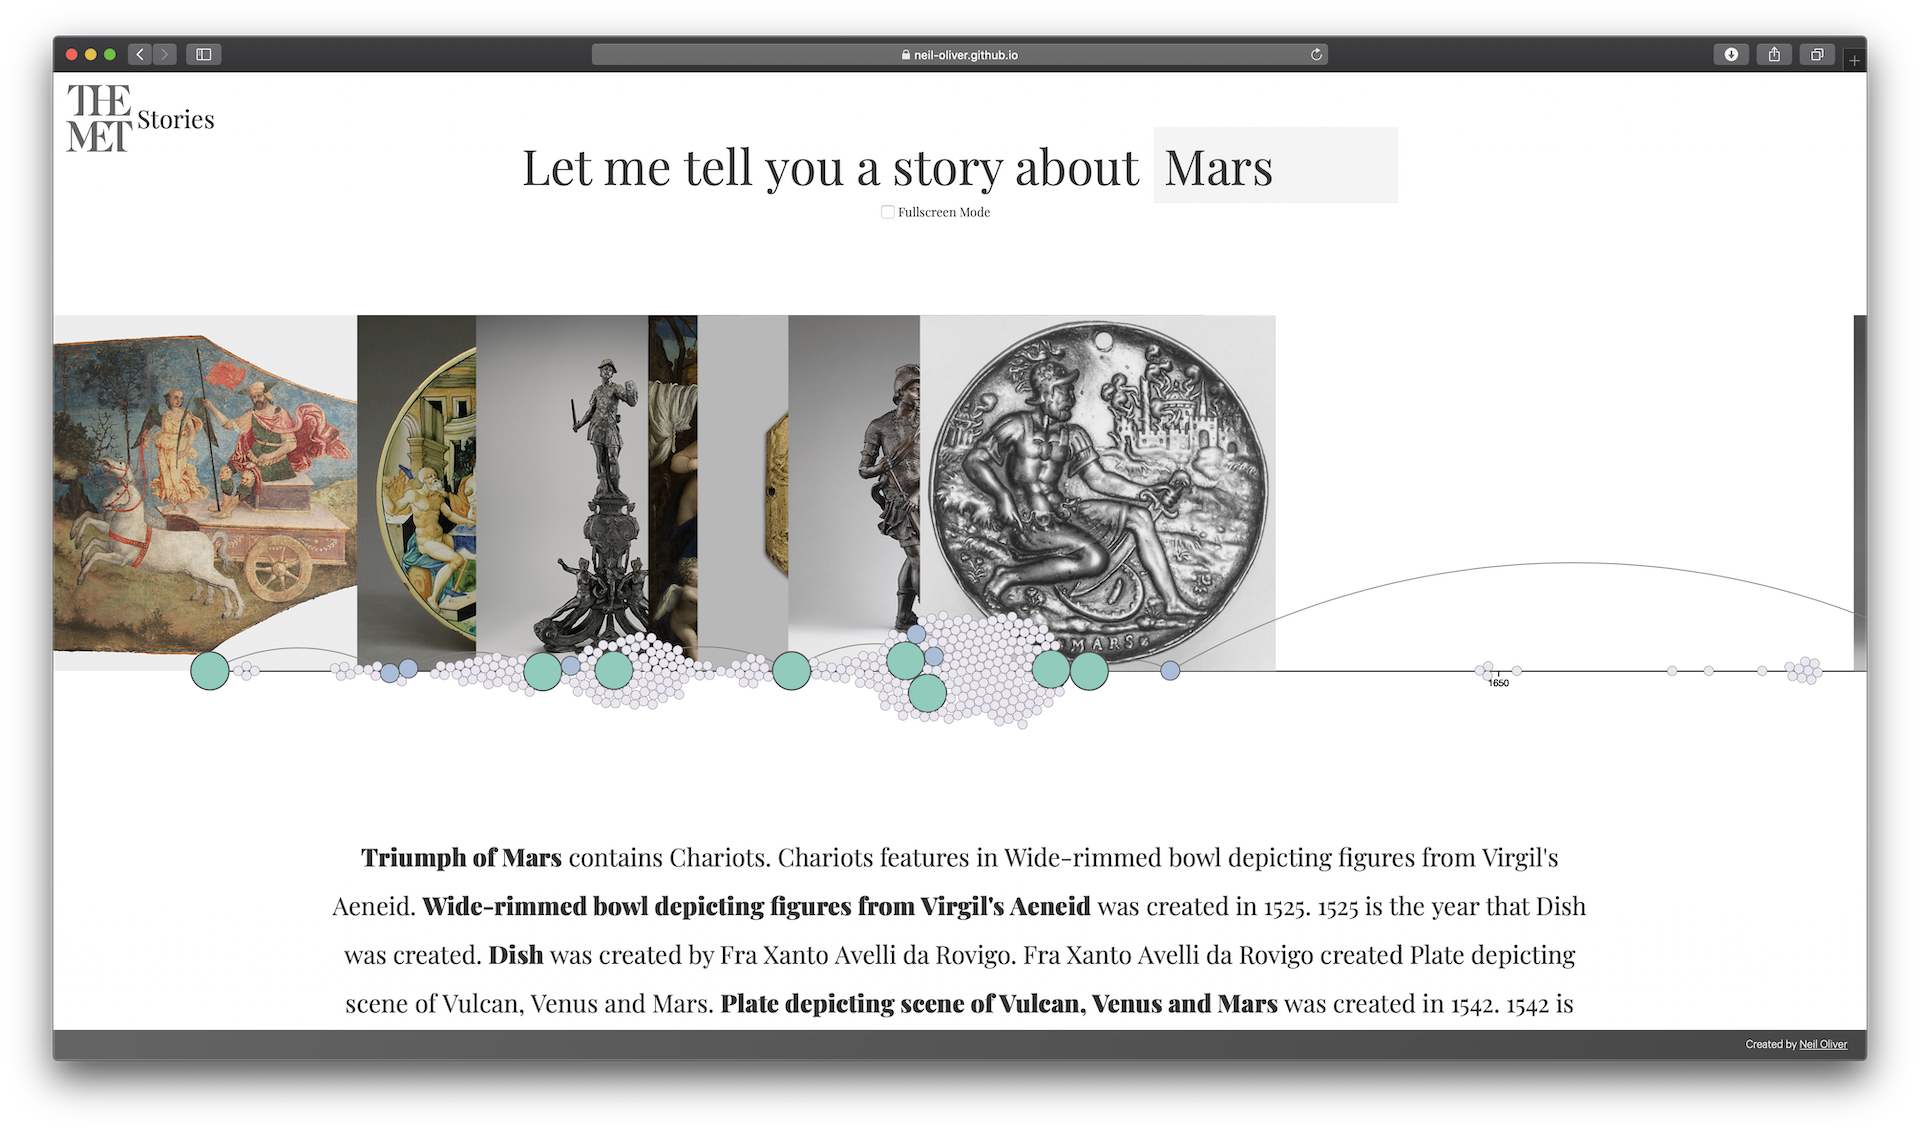 neil-oliver.github.io
THE
MET
Stories
Let me tell you a story about Mars
Fullscreen Mode
MARS
1650
Triumph of Mars contains Chariots. Chariots features in Wide-rimmed bowl depicting figures from Virgil's
Aeneid. Wide-rimmed bowl depicting figures from Virgil's Aeneid was created in 1525. 1525 is the year that Dish
was created. Dish was created by Fra Xanto Avelli da Rovigo. Fra Xanto Avelli da Rovigo created Plate depicting
scene of Vulcan, Venus and Mars. Plate depicting scene of Vulcan, Venus and Mars was created in 1542. 1542 is
Created by Neil Oliver